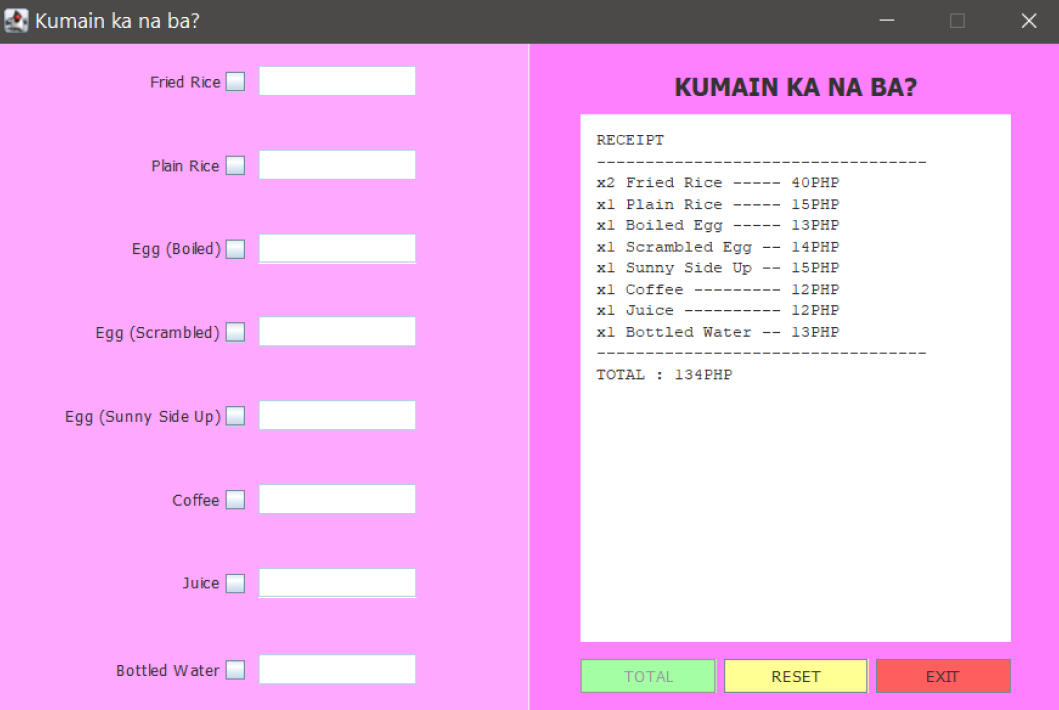 Kumain ka na ba?
Fried Rice
Plain Rice
Egg (Boiled)
Egg (Scrambled)
Egg (Sunny Side Up)
Coffee
Juice
Bottled Water
KUMAIN KA NA BA?
RECEIPT
----------------------------------
x2 Fried Rice ----- 40PHP
x1 Plain Rice ----- 15PHP
x1 Boiled Egg ----- 13PHP
x1 Scrambled Egg -- 14PHP
x1 Sunny Side Up -- 15PHP
x1 Coffee --------- 12PHP
x1 Juice ---------- 12PHP
x1 Bottled Water -- 13PHP
----------------------------------
TOTAL : 134PHP
TOTAL
RESET
EXIT